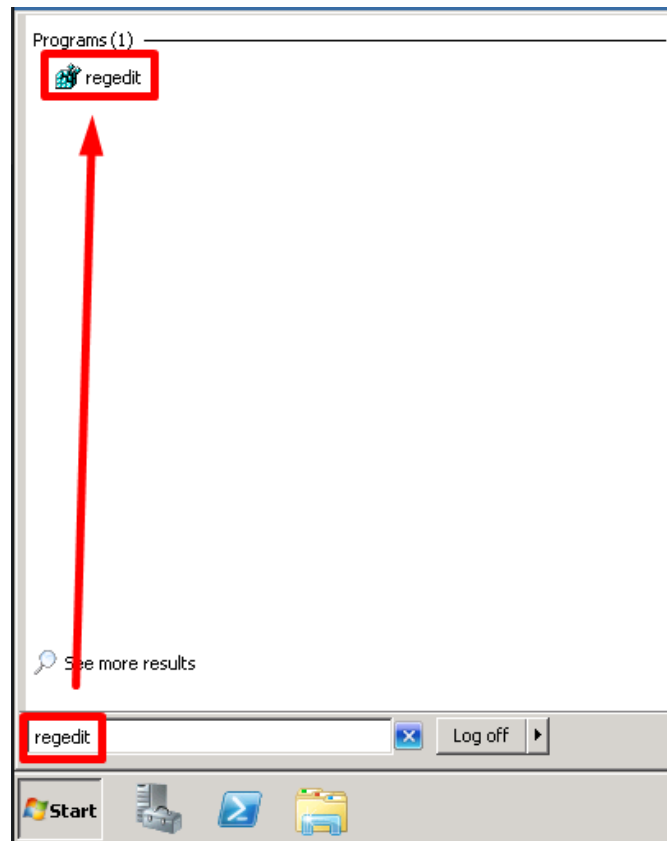 Programs (1)
regedit
See more results
regedit
Log off
Start